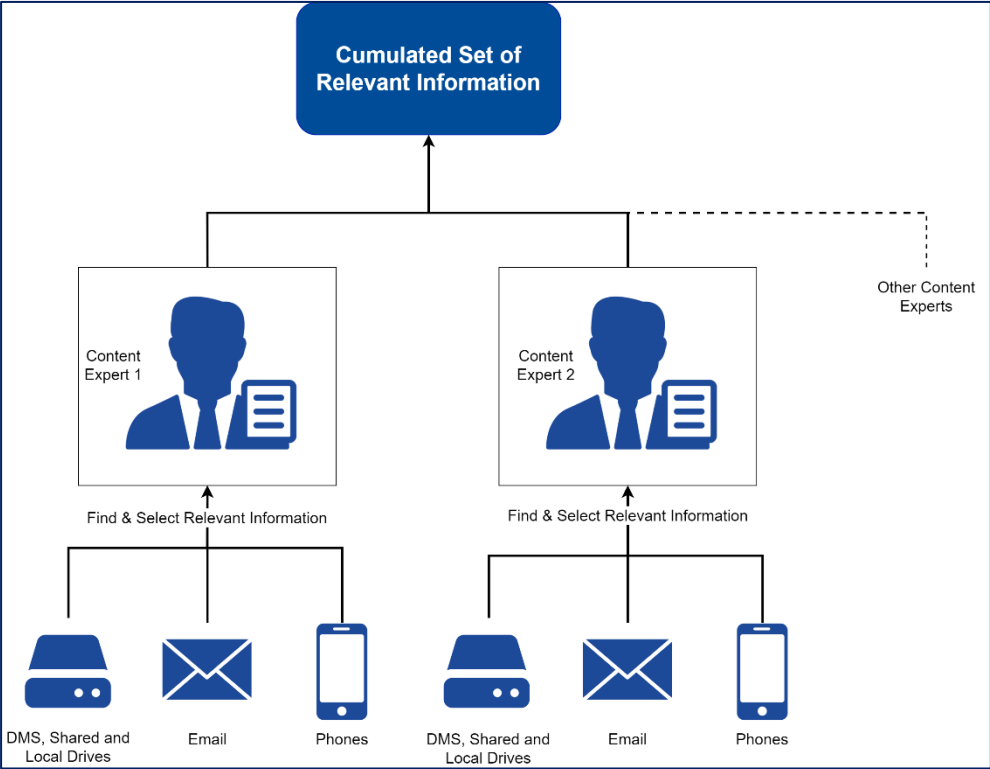 Cumulated Set of
Relevant Information
Other Content
Experts
Content
Expert 1
Content
Expert 2
Find & Select Relevant Information
Find & Select Relevant Information
DMS, Shared and
Local Drives
Email
Phones
DMS, Shared and
Local Drives
Email
Phones